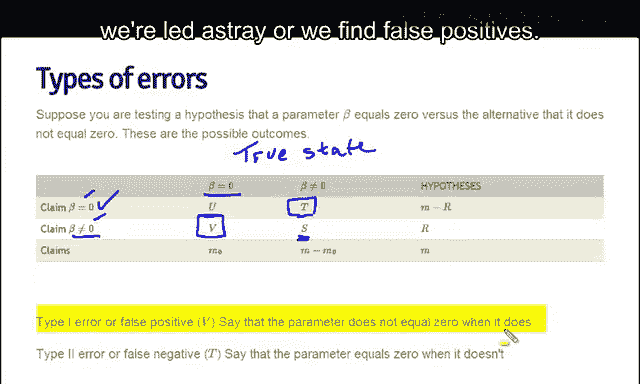 we're led astray or we find false positives.
Types of errors
Suppose you are testing a hypothesis that a parameter β equals zero versus the alternative that it does
not equal zero. These are the possible outcomes.
True state
β = 0 β ≠ 0 HYPOTHESES
Claim β = 0 U T m − R
Claim β ≠ 0 V S R
Claims m₀ m − m₀ m
Type I error or false positive (V) Say that the parameter does not equal zero when it does
Type II error or false negative (T) Say that the parameter equals zero when it doesn't